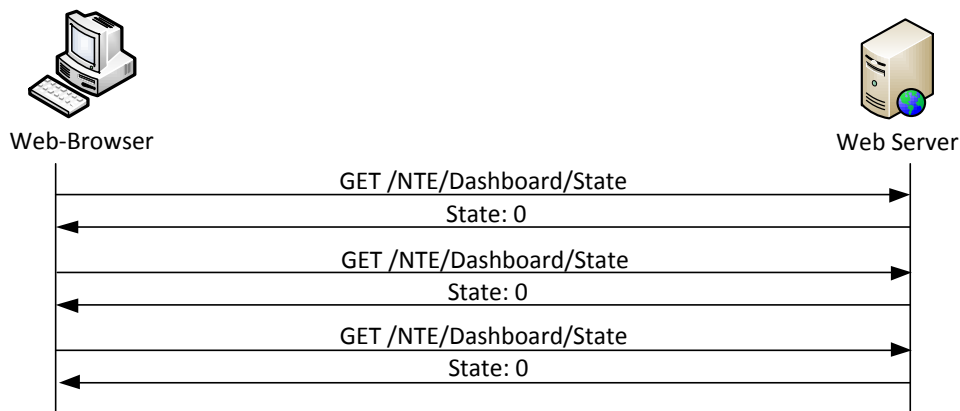 Web-Browser
Web Server
GET /NTE/Dashboard/State
State: 0
GET /NTE/Dashboard/State
State: 0
GET /NTE/Dashboard/State
State: 0